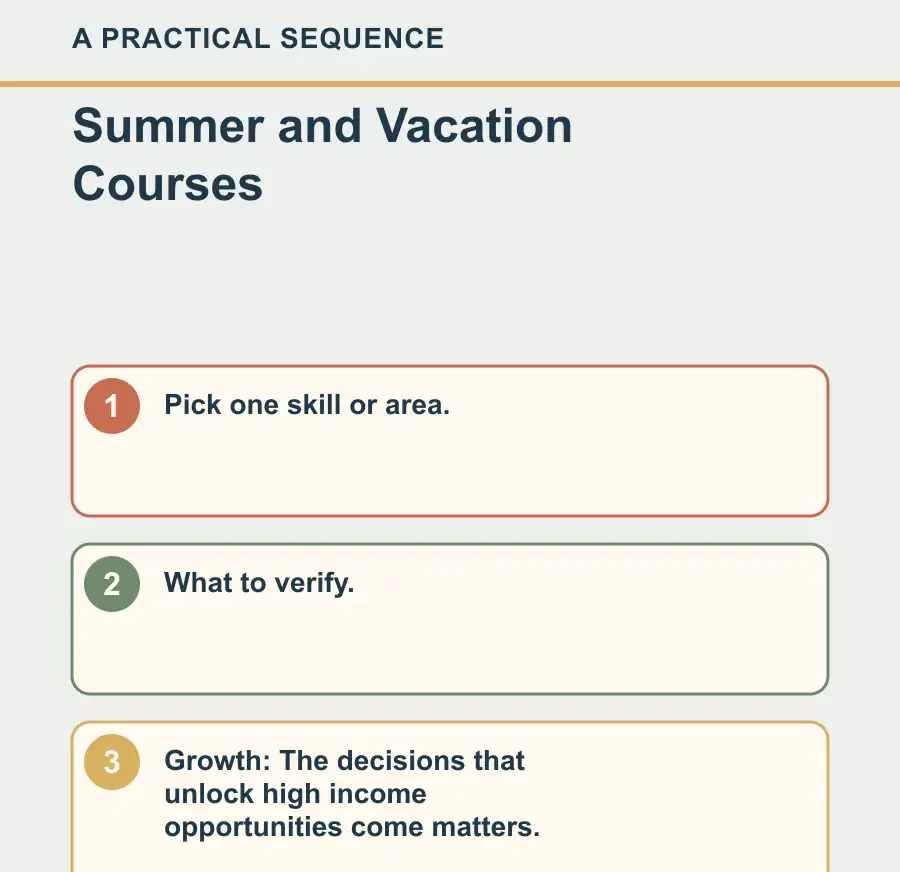 A PRACTICAL SEQUENCE
Summer and Vacation
Courses
1
Pick one skill or area.
2
What to verify.
3
Growth: The decisions that
unlock high income
opportunities come matters.